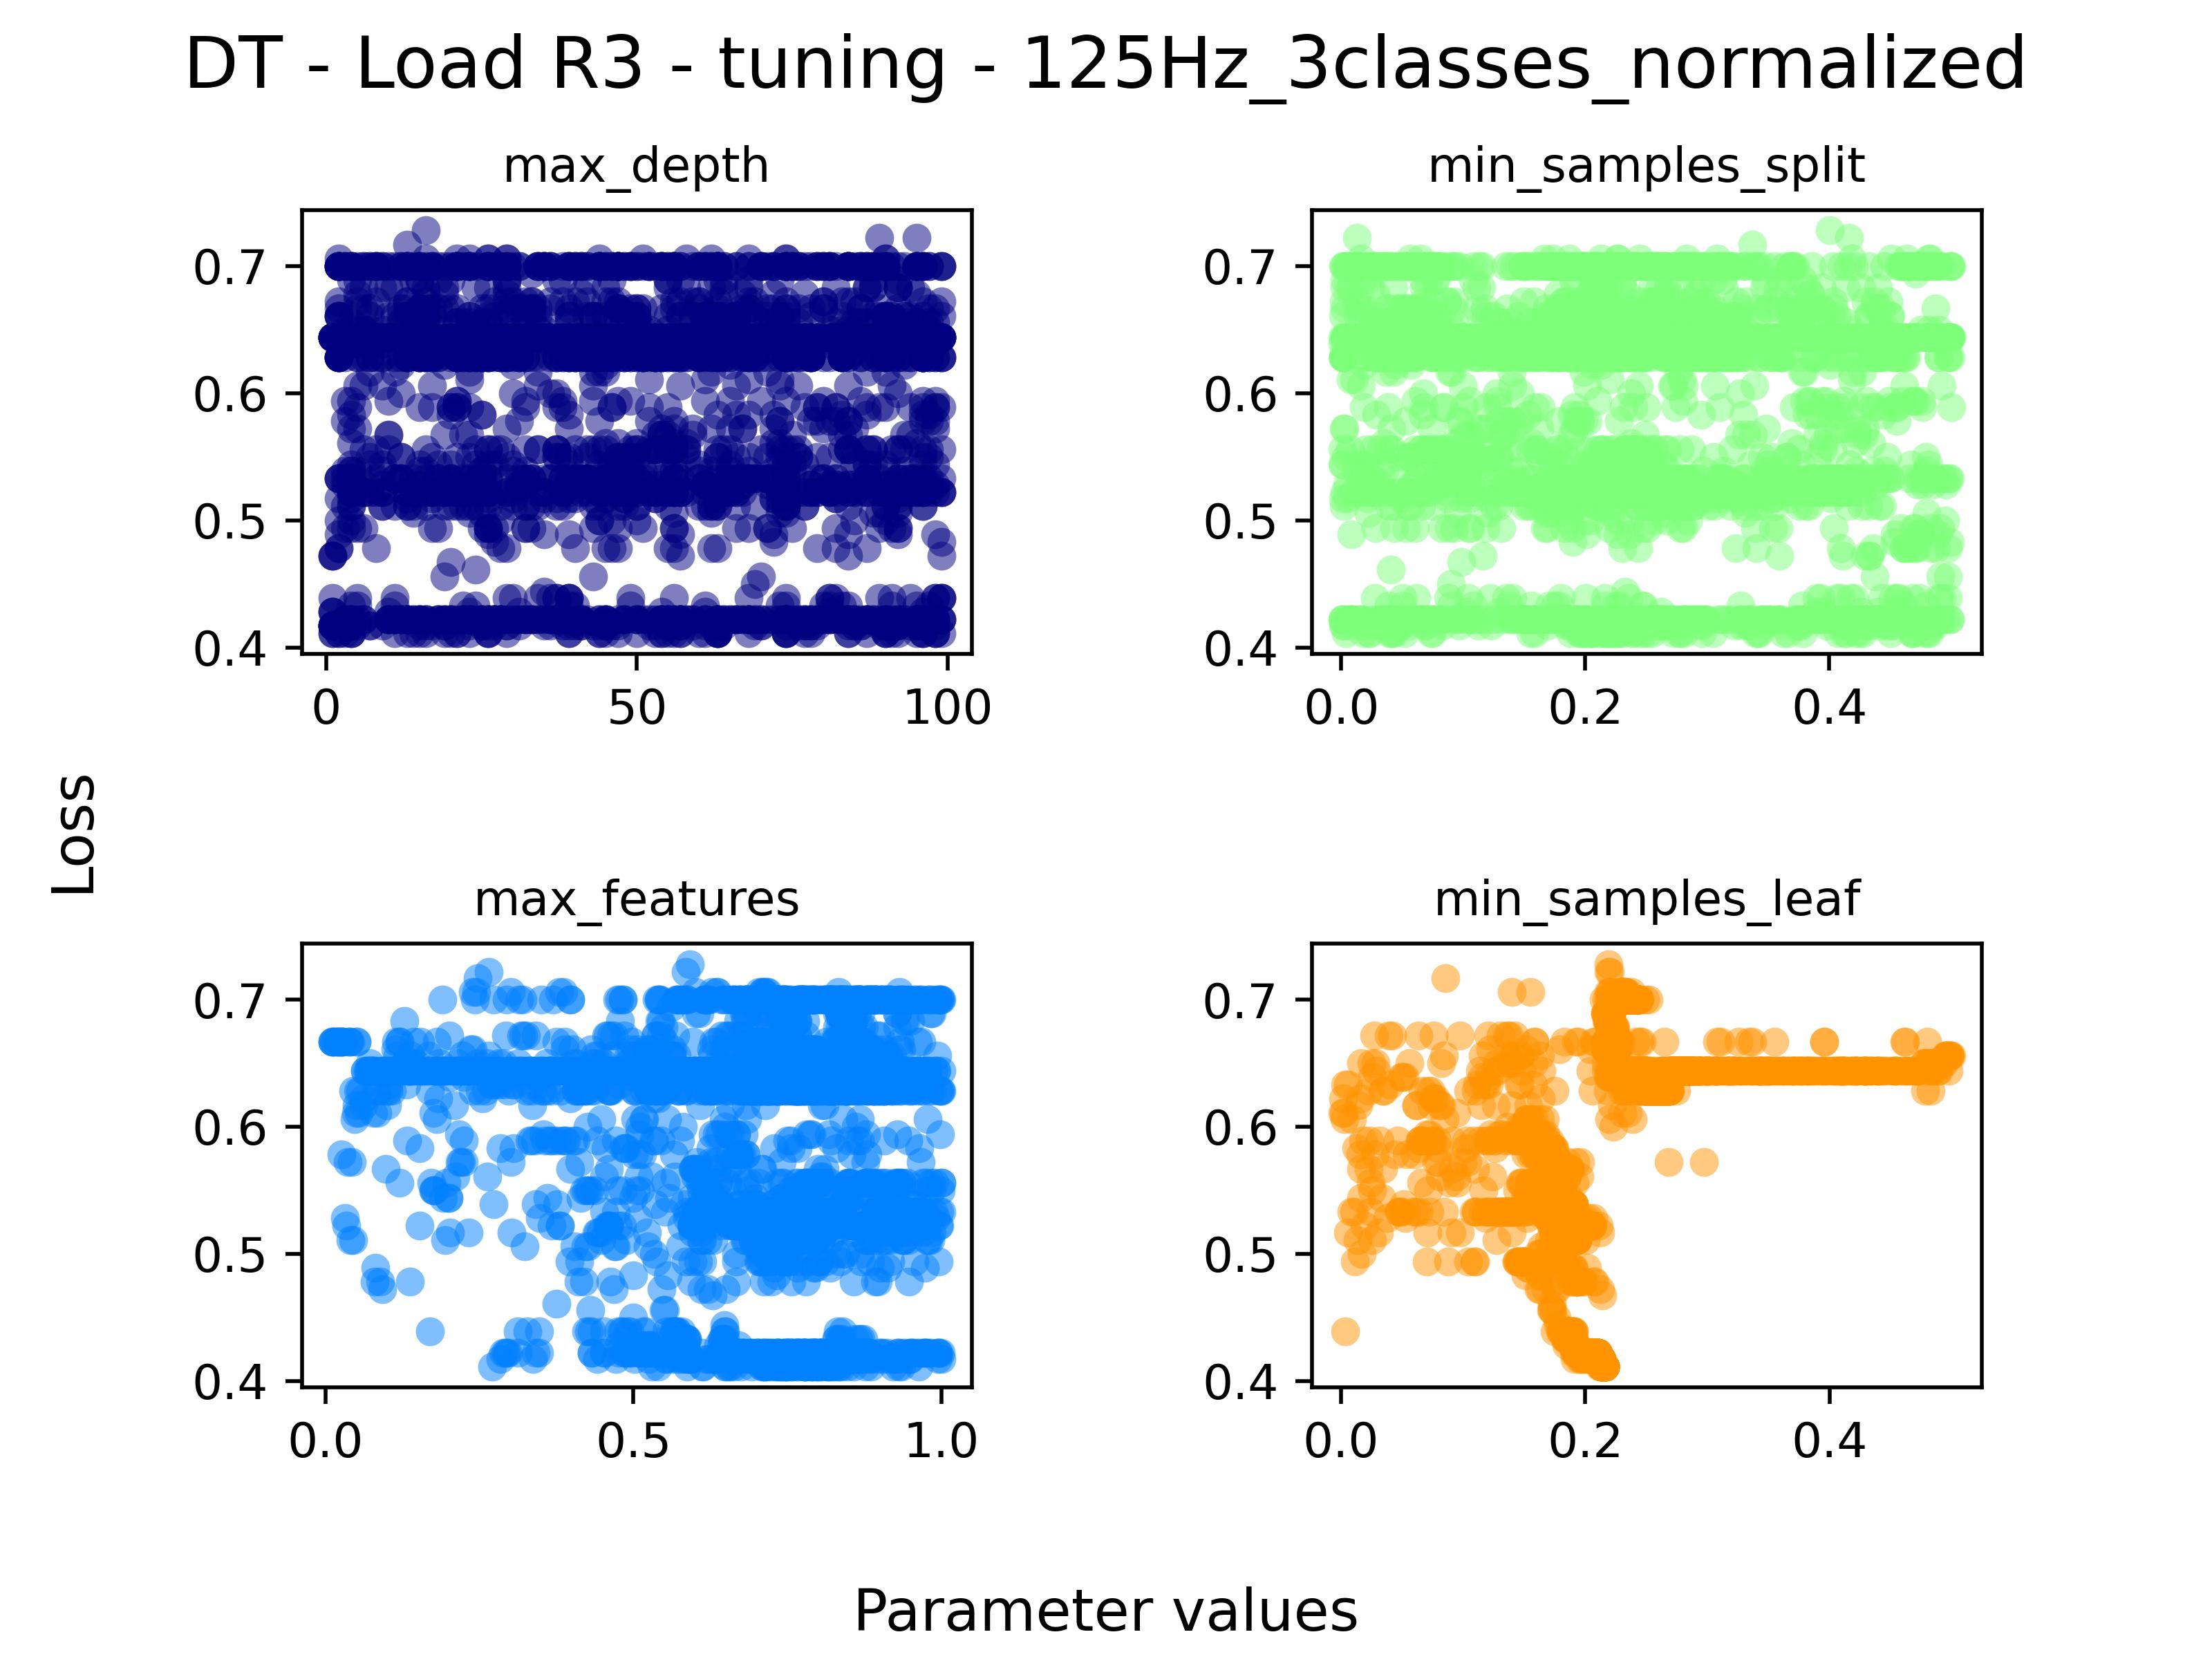 DT - Load R3 - tuning - 125Hz_3classes_normalized
max_depth
0.7
0.6
0.5
0.4
0 50 100
min_samples_split
0.7
0.6
0.5
0.4
0.0 0.2 0.4
Loss
max_features
0.7
0.6
0.5
0.4
0.0 0.5 1.0
min_samples_leaf
0.7
0.6
0.5
0.4
0.0 0.2 0.4
Parameter values